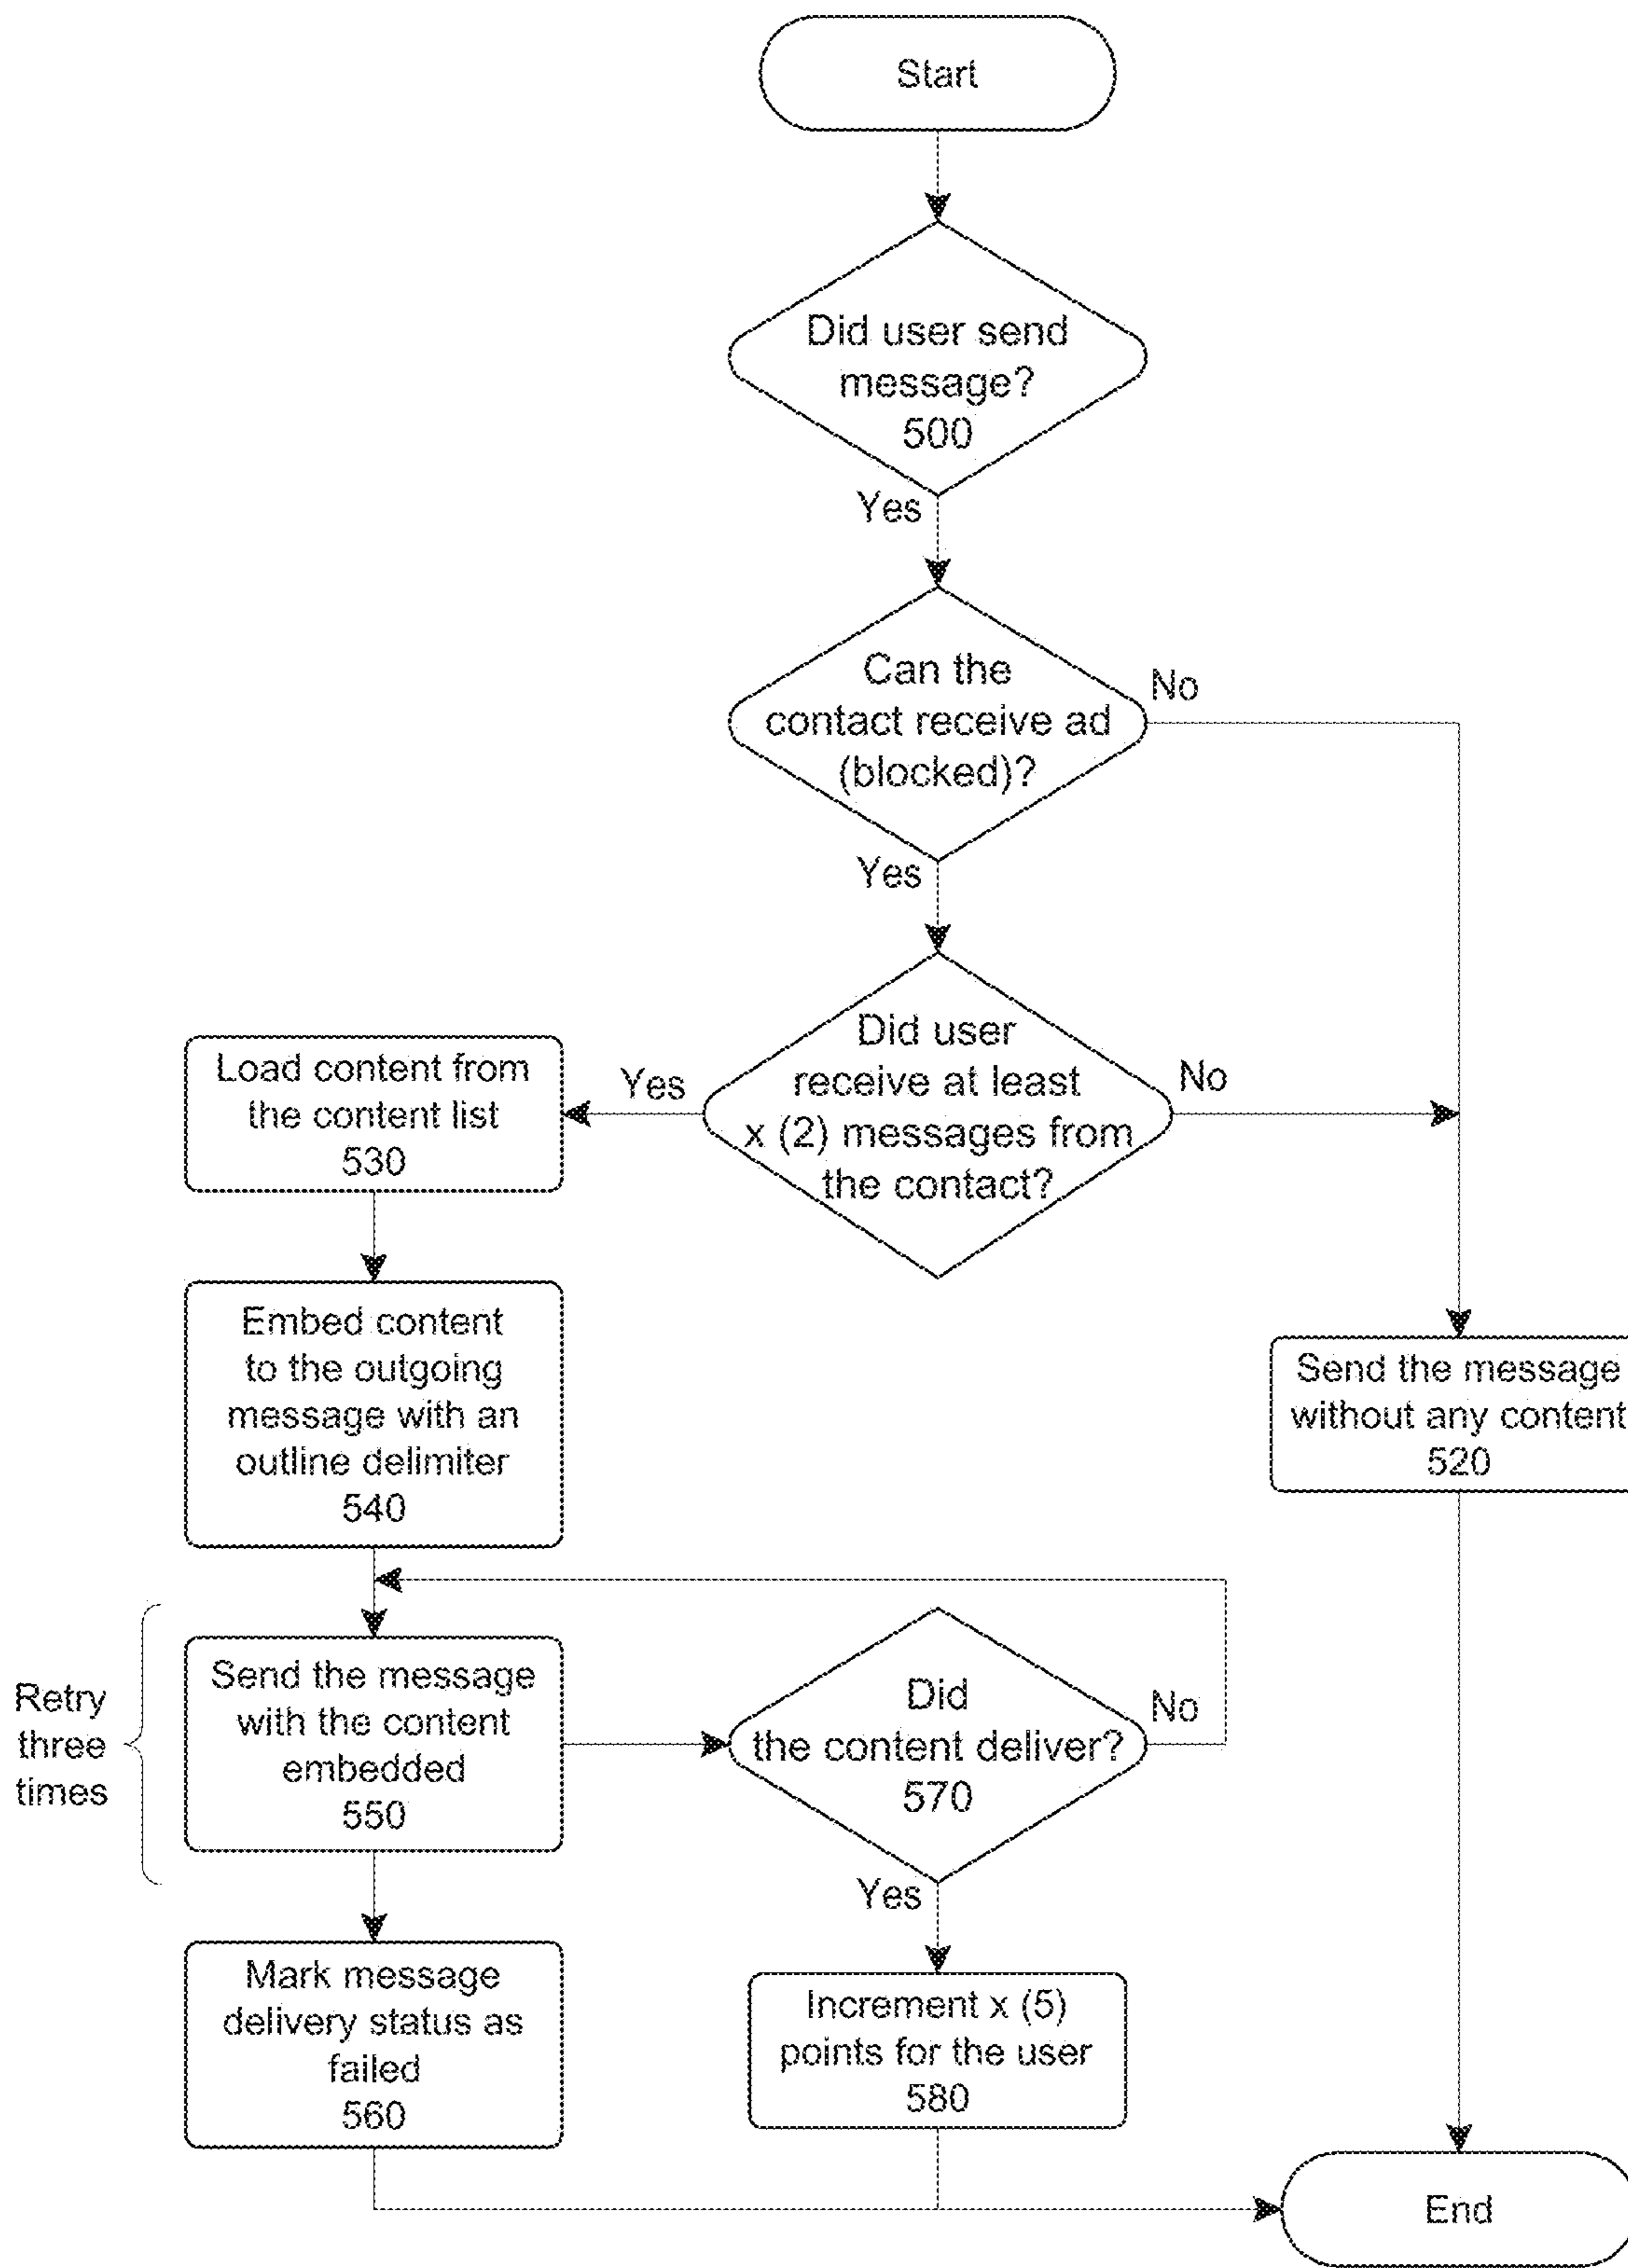 Start
Did user send
message?
500
Yes
Can the
contact receive ad
(blocked)?
No
Yes
Did user
receive at least
x (2) messages from
the contact?
Yes
No
Load content from
the content list
530
Embed content
to the outgoing
message with an
outline delimiter
540
Send the message
without any content
520
Retry
three
times
Send the message
with the content
embedded
550
Did
the content deliver?
570
No
Yes
Mark message
delivery status as
failed
560
Increment x (5)
points for the user
580
End